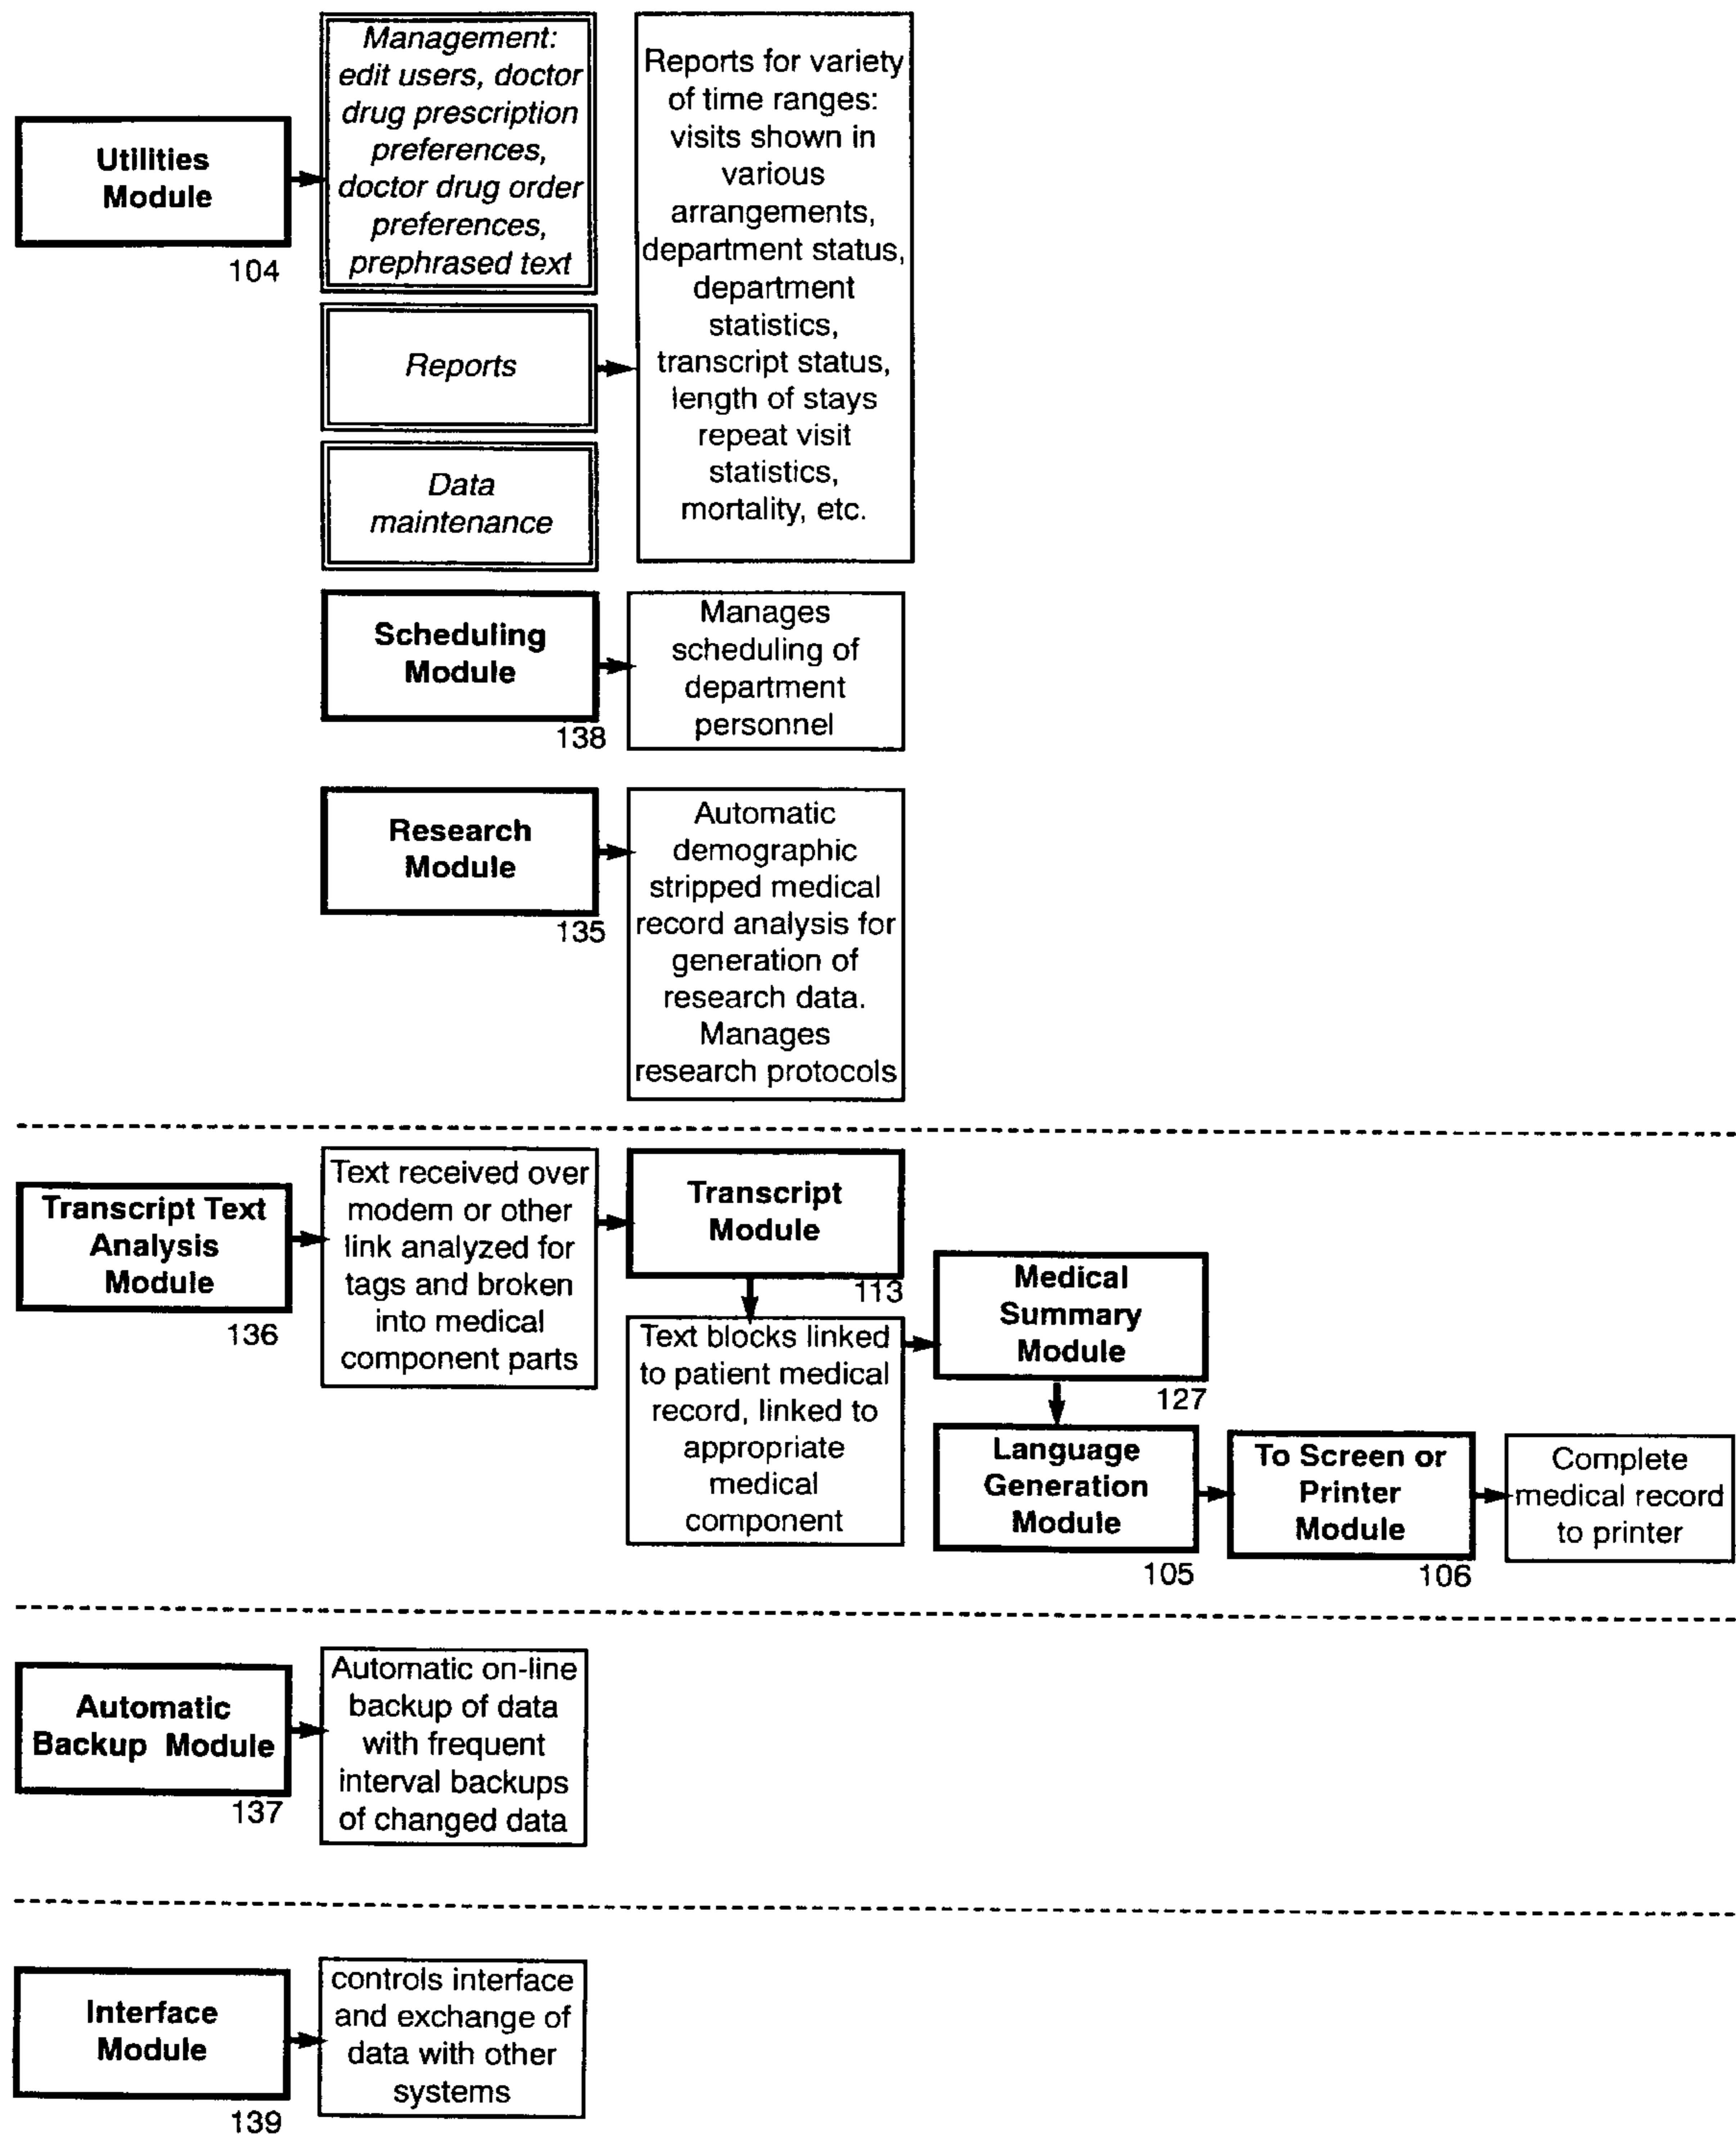 Utilities
Module
104
Management:
edit users, doctor
drug prescription
preferences,
doctor drug order
preferences,
prephrased text
Reports
Data
maintenance
Reports for variety
of time ranges:
visits shown in
various
arrangements,
department status,
department
statistics,
transcript status,
length of stays
repeat visit
statistics,
mortality, etc.
Scheduling
Module
138
Manages
scheduling of
department
personnel
Research
Module
135
Automatic
demographic
stripped medical
record analysis for
generation of
research data.
Manages
research protocols
Transcript Text
Analysis
Module
136
Text received over
modem or other
link analyzed for
tags and broken
into medical
component parts
Transcript
Module
113
Text blocks linked
to patient medical
record, linked to
appropriate
medical
component
Medical
Summary
Module
127
Language
Generation
Module
105
To Screen or
Printer
Module
106
Complete
medical record
to printer
Automatic
Backup Module
137
Automatic on-line
backup of data
with frequent
interval backups
of changed data
Interface
Module
139
controls interface
and exchange of
data with other
systems